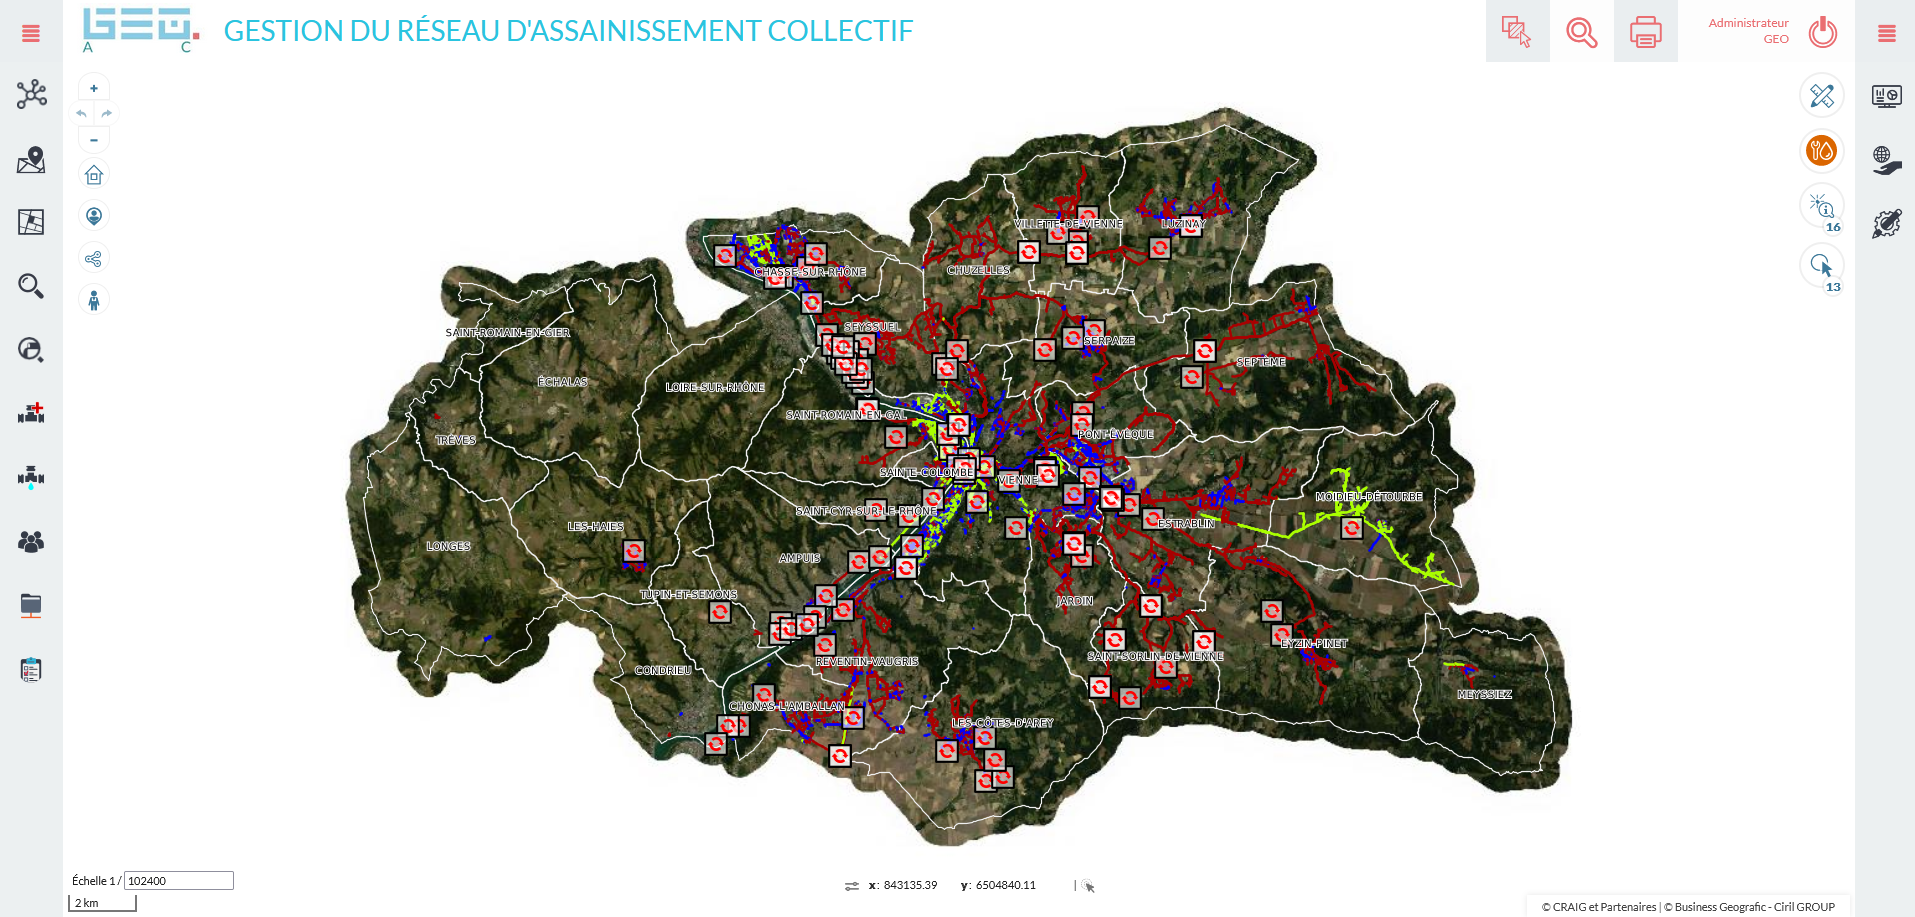 GEO.
A C
GESTION DU RÉSEAU D'ASSAINISSEMENT COLLECTIF
Administrateur
GEO
16
13
VILLETTE-DE-VIENNE
LUZINAY
CHASSE-SUR-RHÔNE
CHUZELLES
SEYSSUEL
SAINT-ROMAIN-EN-GIER
SERPAIZE
SEPTÈME
ÉCHALAS
LOIRE-SUR-RHÔNE
SAINT-ROMAIN-EN-GAL
TRÈVES
PONT-ÉVÊQUE
SAINTE-COLOMBE
VIENNE
MOIDIEU-DÉTOURBE
SAINT-CYR-SUR-LE-RHÔNE
ESTRABLIN
LES-HAIES
LONGES
AMPUIS
TUPIN-ET-SEMONS
JARDIN
EYZIN-PINET
SAINT-SORLIN-DE-VIENNE
REVENTIN-VAUGRIS
CONDRIEU
MEYSSIEZ
CHONAS-L'AMBALLAN
LES-CÔTES-D'AREY
Échelle 1 / 102400
2 km
x : 843135.39 y : 6504840.11 |
© CRAIG et Partenaires | © Business Geografic - Ciril GROUP